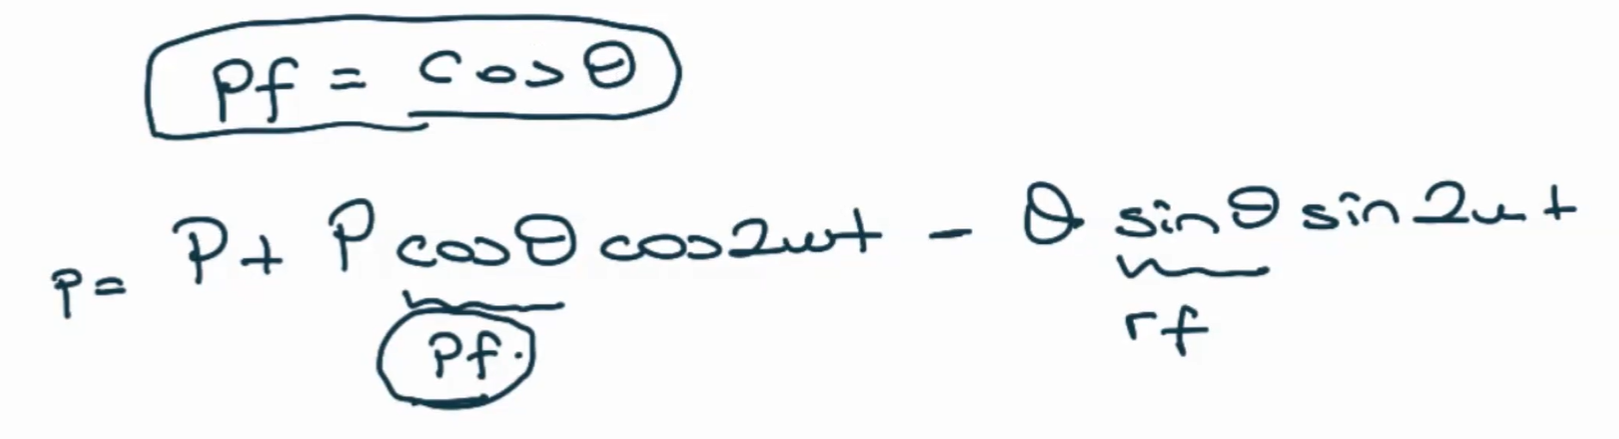 Pf = cosθ
P = P + P cosθ cos2ωt - Q sinθ sin2ωt
Pf. rf